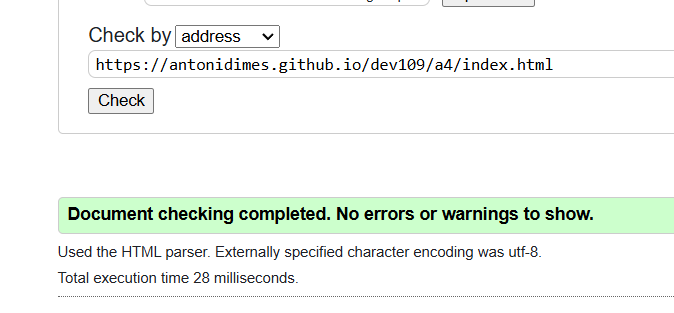 Check by address
https://antonidimes.github.io/dev109/a4/index.html
Check
Document checking completed. No errors or warnings to show.
Used the HTML parser. Externally specified character encoding was utf-8.
Total execution time 28 milliseconds.